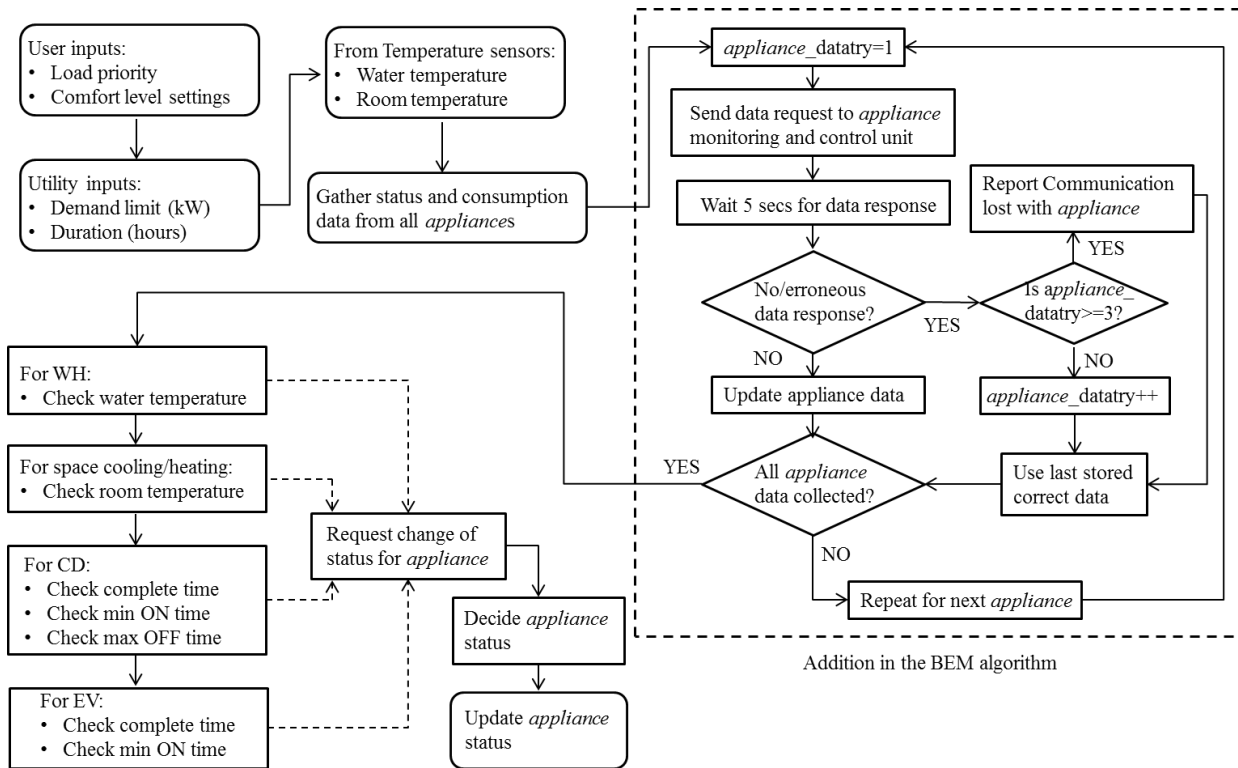 User inputs:
• Load priority
• Comfort level settings
Utility inputs:
• Demand limit (kW)
• Duration (hours)
From Temperature sensors:
• Water temperature
• Room temperature
Gather status and consumption
data from all appliances
appliance_datatry=1
Send data request to appliance
monitoring and control unit
Wait 5 secs for data response
No/erroneous
data response?
YES
NO
Is appliance_
datatry>=3?
YES
NO
Report Communication
lost with appliance
appliance_datatry++
Use last stored
correct data
Update appliance data
All appliance
data collected?
YES
NO
Repeat for next appliance
Addition in the BEM algorithm
For WH:
• Check water temperature
For space cooling/heating:
• Check room temperature
For CD:
• Check complete time
• Check min ON time
• Check max OFF time
For EV:
• Check complete time
• Check min ON time
Request change of
status for appliance
Decide appliance
status
Update appliance
status